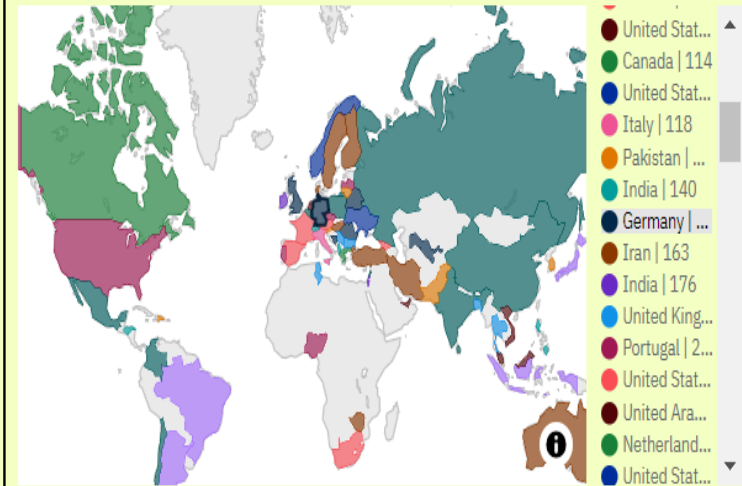 United Stat...
Canada | 114
United Stat...
Italy | 118
Pakistan | ...
India | 140
Germany | ...
Iran | 163
India | 176
United King...
Portugal | 2...
United Stat...
United Ara...
Netherland...
United Stat...
i